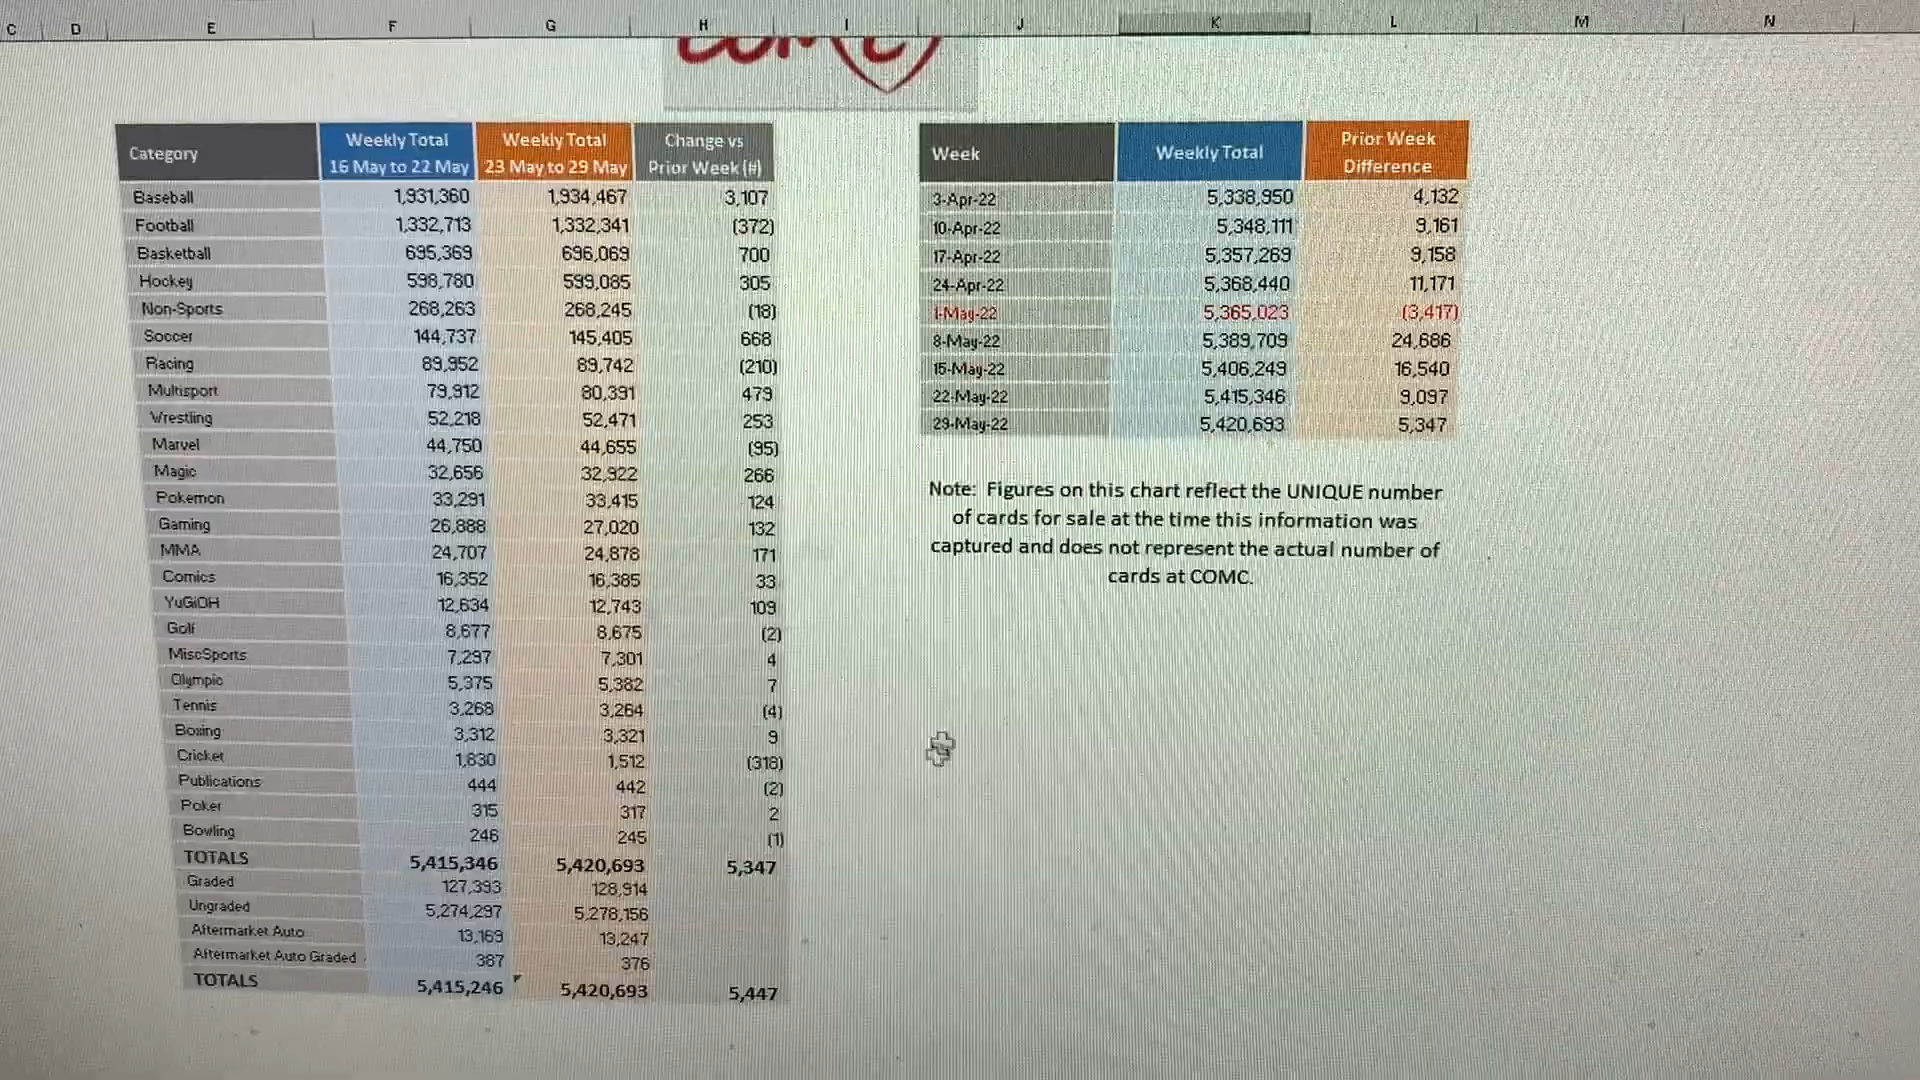 C D E F G H I J K L M N
comc
Category Weekly Total 16 May to 22 May Weekly Total 23 May to 29 May Change vs Prior Week (#)
Baseball 1,931,360 1,934,467 3,107
Football 1,332,713 1,332,341 (372)
Basketball 695,369 696,069 700
Hockey 598,780 599,085 305
Non-Sports 268,263 268,245 (18)
Soccer 144,737 145,405 668
Racing 89,952 89,742 (210)
Multisport 79,912 80,391 479
Wrestling 52,218 52,471 253
Marvel 44,750 44,655 (95)
Magic 32,656 32,922 266
Pokemon 33,291 33,415 124
Gaming 26,888 27,020 132
MMA 24,707 24,878 171
Comics 16,352 16,385 33
YuGiOH 12,634 12,743 109
Golf 8,677 8,675 (2)
MiscSports 7,297 7,301 4
Olympic 5,375 5,382 7
Tennis 3,268 3,264 (4)
Boxing 3,312 3,321 9
Cricket 1,830 1,512 (318)
Publications 444 442 (2)
Poker 315 317 2
Bowling 246 245 (1)
TOTALS 5,415,346 5,420,693 5,347
Graded 127,393 128,914
Ungraded 5,274,297 5,278,156
Aftermarket Auto 13,169 13,247
Aftermarket Auto Graded 387 376
TOTALS 5,415,246 5,420,693 5,447
Week Weekly Total Prior Week Difference
3-Apr-22 5,338,950 4,132
10-Apr-22 5,348,111 9,161
17-Apr-22 5,357,269 9,158
24-Apr-22 5,368,440 11,171
1-May-22 5,365,023 (3,417)
8-May-22 5,389,709 24,686
15-May-22 5,406,249 16,540
22-May-22 5,415,346 9,097
29-May-22 5,420,693 5,347
Note: Figures on this chart reflect the UNIQUE number
of cards for sale at the time this information was
captured and does not represent the actual number of
cards at COMC.